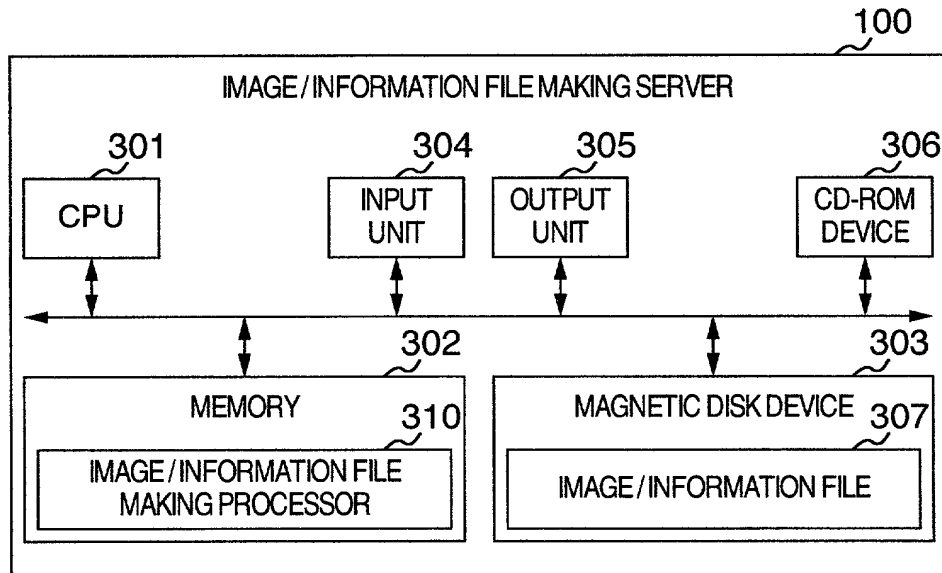 100
IMAGE/INFORMATION FILE MAKING SERVER
301
304
305
306
CPU
INPUT
UNIT
OUTPUT
UNIT
CD-ROM
DEVICE
302
303
MEMORY
MAGNETIC DISK DEVICE
310
307
IMAGE/INFORMATION FILE
MAKING PROCESSOR
IMAGE/INFORMATION FILE